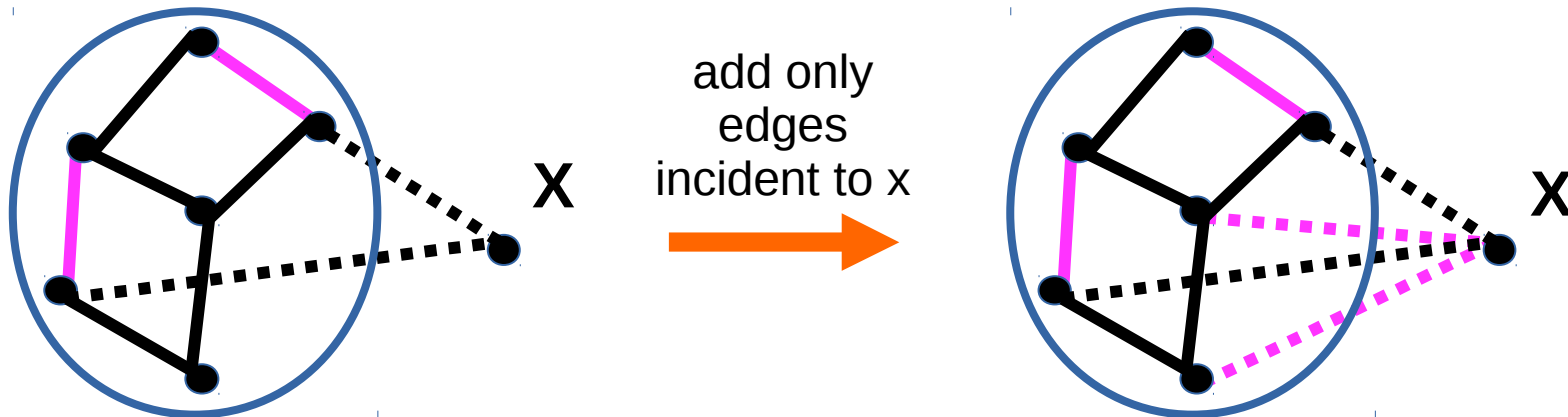 add only
edges
incident to x
X
X